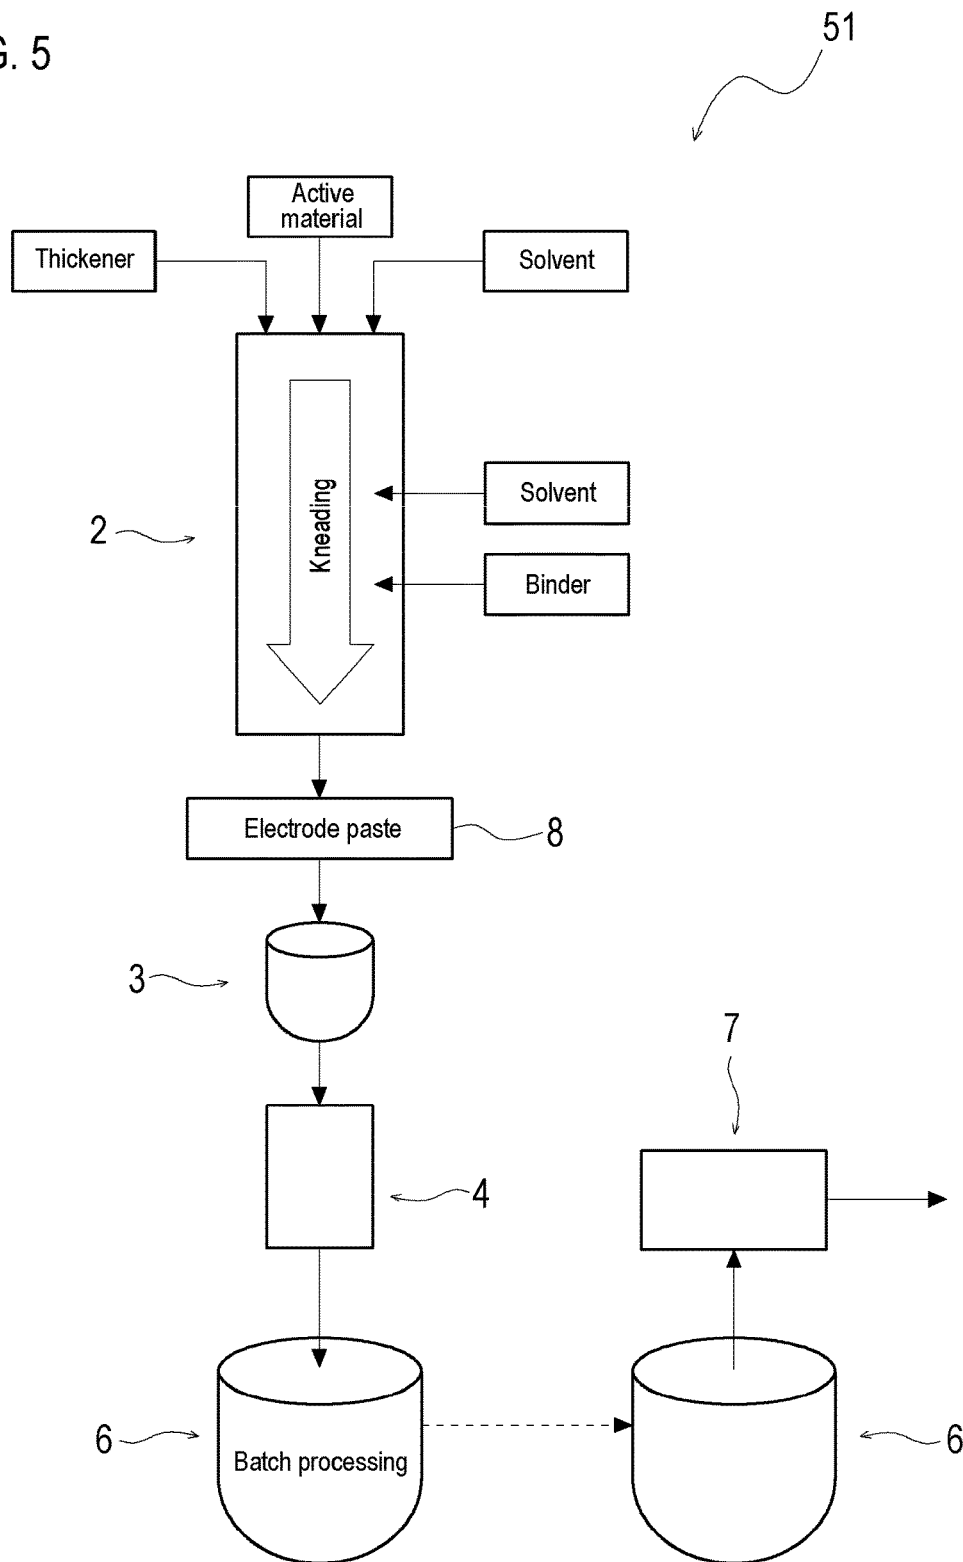 G. 5
51
Active
material
Thickener
Solvent
Solvent
Kneading
2
Binder
Electrode paste
8
3
7
4
6
Batch processing
6